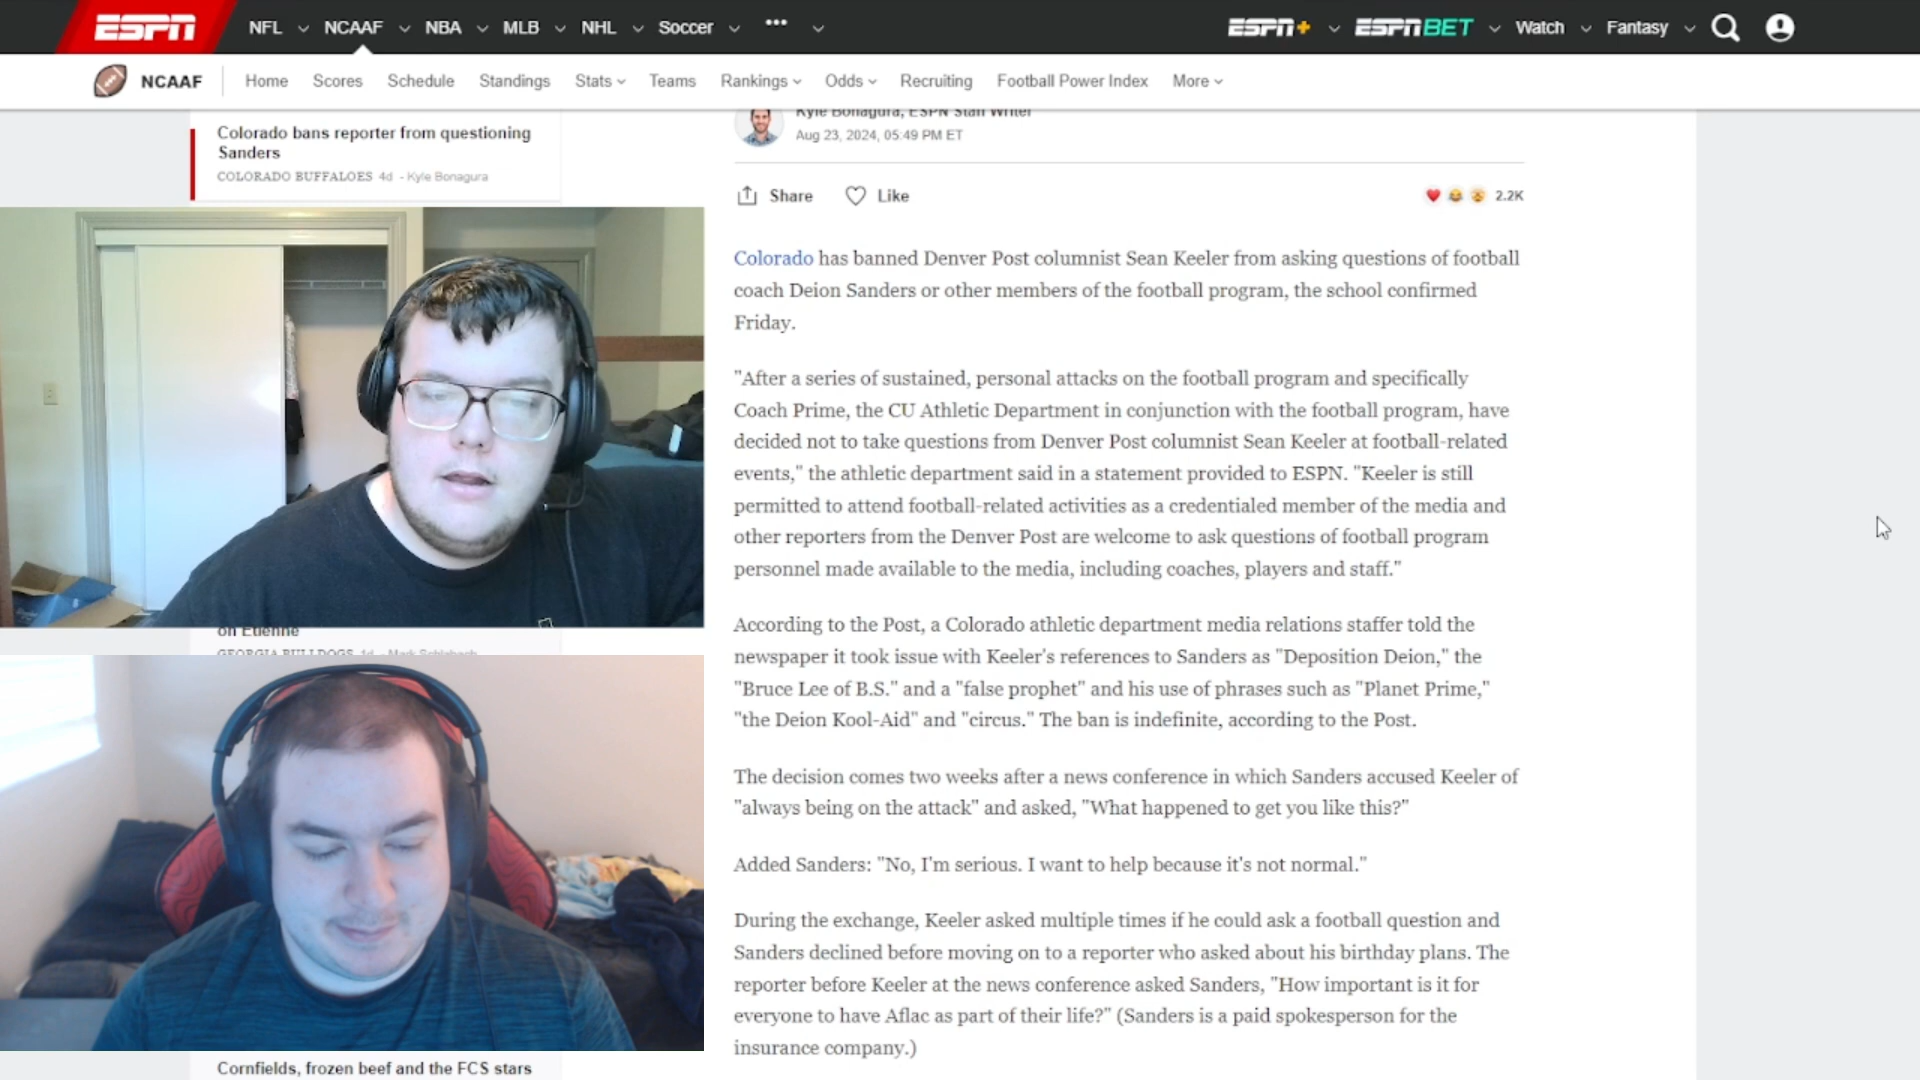 ESPN NFL NCAAF NBA MLB NHL Soccer ••• ESPN+ ESPN BET Watch Fantasy
NCAAF Home Scores Schedule Standings Stats Teams Rankings Odds Recruiting Football Power Index More
Colorado bans reporter from questioning
Sanders
COLORADO BUFFALOES 4d - Kyle Bonagura
on Etienne
GEORGIA BULLDOGS 1d - Mark Schlabach
Cornfields, frozen beef and the FCS stars
Kyle Bonagura, ESPN Staff Writer
Aug 23, 2024, 05:49 PM ET
Share Like 2.2K
Colorado has banned Denver Post columnist Sean Keeler from asking questions of football
coach Deion Sanders or other members of the football program, the school confirmed
Friday.
"After a series of sustained, personal attacks on the football program and specifically
Coach Prime, the CU Athletic Department in conjunction with the football program, have
decided not to take questions from Denver Post columnist Sean Keeler at football-related
events," the athletic department said in a statement provided to ESPN. "Keeler is still
permitted to attend football-related activities as a credentialed member of the media and
other reporters from the Denver Post are welcome to ask questions of football program
personnel made available to the media, including coaches, players and staff."
According to the Post, a Colorado athletic department media relations staffer told the
newspaper it took issue with Keeler's references to Sanders as "Deposition Deion," the
"Bruce Lee of B.S." and a "false prophet" and his use of phrases such as "Planet Prime,"
"the Deion Kool-Aid" and "circus." The ban is indefinite, according to the Post.
The decision comes two weeks after a news conference in which Sanders accused Keeler of
"always being on the attack" and asked, "What happened to get you like this?"
Added Sanders: "No, I'm serious. I want to help because it's not normal."
During the exchange, Keeler asked multiple times if he could ask a football question and
Sanders declined before moving on to a reporter who asked about his birthday plans. The
reporter before Keeler at the news conference asked Sanders, "How important is it for
everyone to have Aflac as part of their life?" (Sanders is a paid spokesperson for the
insurance company.)